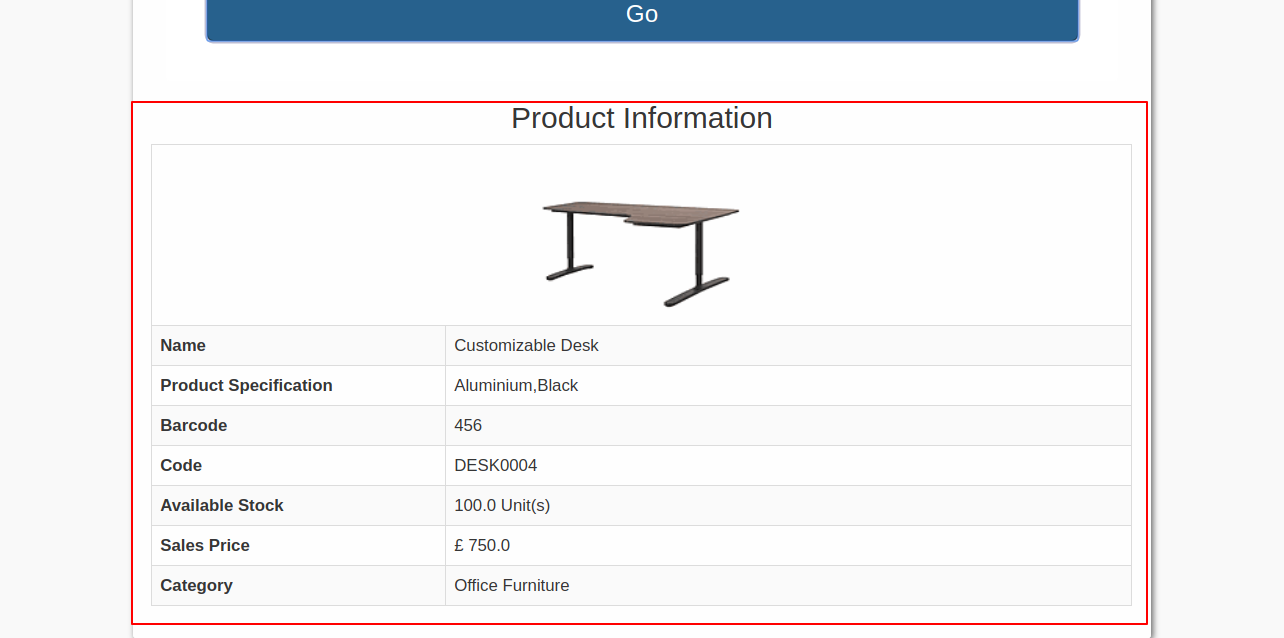 Go
Product Information
Name Customizable Desk
Product Specification Aluminium,Black
Barcode 456
Code DESK0004
Available Stock 100.0 Unit(s)
Sales Price £ 750.0
Category Office Furniture